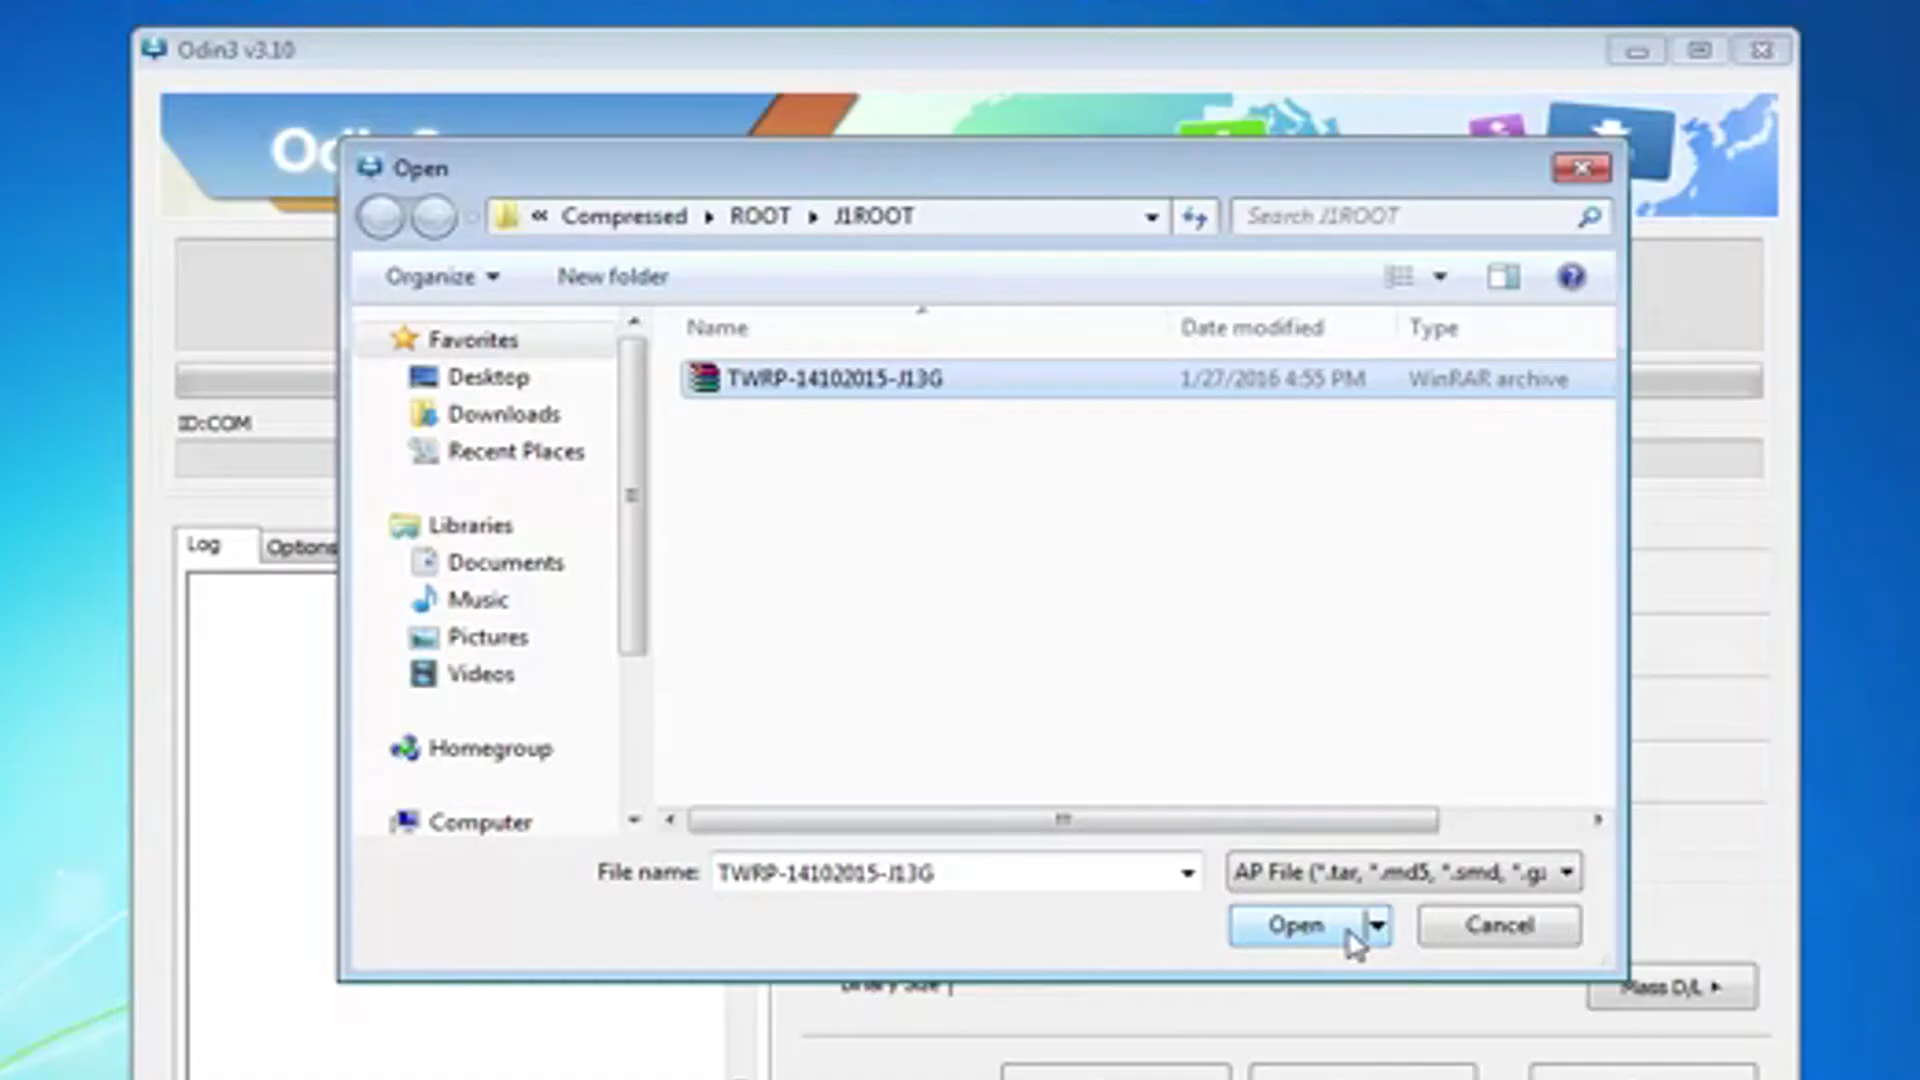 Odin3 v3.10
Open
« Compressed ▸ ROOT ▸ J1ROOT
Search J1ROOT
Organize
New folder
Name
Date modified
Type
Favorites
TWRP-14102015-J13G
1/27/2016 4:55 PM
WinRAR archive
Desktop
Downloads
ID:COM
Recent Places
Libraries
Log
Options
Documents
Music
Pictures
Videos
Homegroup
Computer
File name: TWRP-14102015-J13G
AP File (*.tar, *.md5, *.smd, *.gz
Open
Cancel
Binary Size
Mass D/L